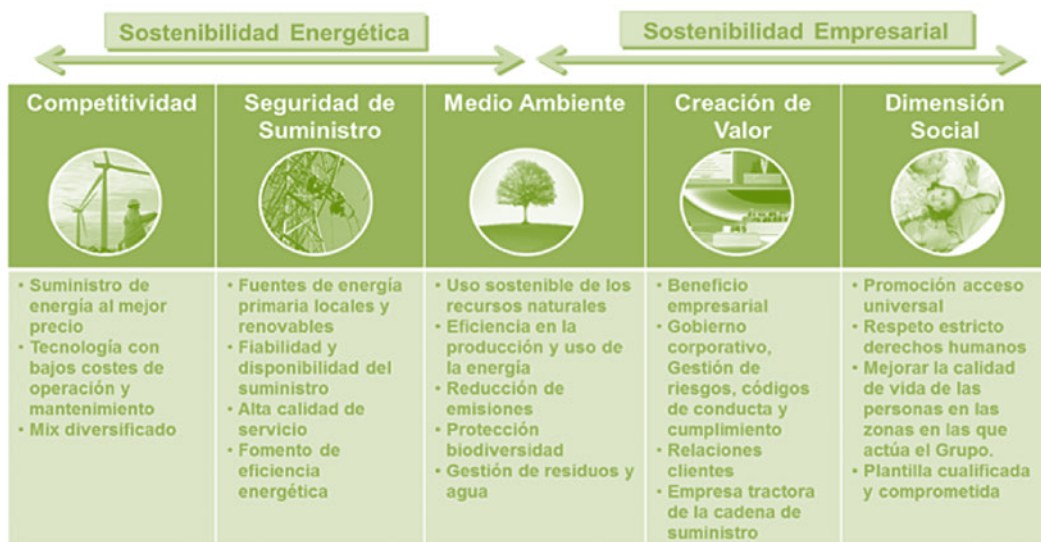 Sostenibilidad Energética
Sostenibilidad Empresarial
Competitividad
Seguridad de
Suministro
Medio Ambiente
Creación de
Valor
Dimensión
Social
• Suministro de
energía al mejor
precio
• Tecnología con
bajos costes de
operación y
mantenimiento
• Mix diversificado
• Fuentes de energía
primaria locales y
renovables
• Fiabilidad y
disponibilidad del
suministro
• Alta calidad de
servicio
• Fomento de
eficiencia
energética
• Uso sostenible de los
recursos naturales
• Eficiencia en la
producción y uso de
la energía
• Reducción de
emisiones
• Protección
biodiversidad
• Gestión de residuos y
agua
• Beneficio
empresarial
• Gobierno
corporativo,
Gestión de
riesgos, códigos
de conducta y
cumplimiento
• Relaciones
clientes
• Empresa tractora
de la cadena de
suministro
• Promoción acceso
universal
• Respeto estricto
derechos humanos
• Mejorar la calidad
de vida de las
personas en las
zonas en las que
actúa el Grupo.
• Plantilla cualificada
y comprometida